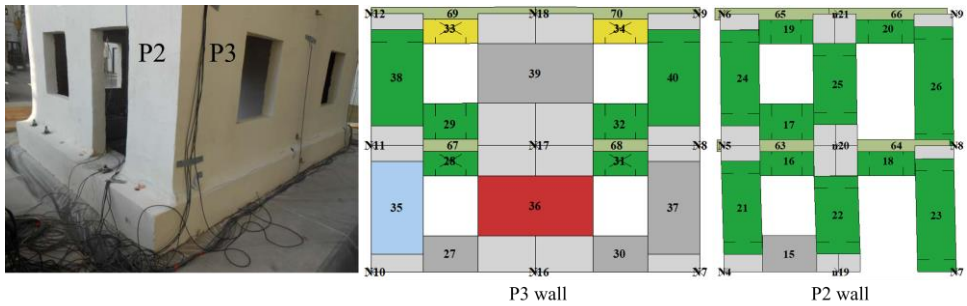 P2 P3
N12 69 N18 70 N9
33 34
38 39 40
29 32
N11 67 N17 68 N8
28 31
35 36 37
27 30
N10 N16 N7
P3 wall
N6 65 n21 66 N9
19 20
24 25 26
17
N5 63 n20 64 N8
16 18
21 22 23
15
N4 n19 N7
P2 wall